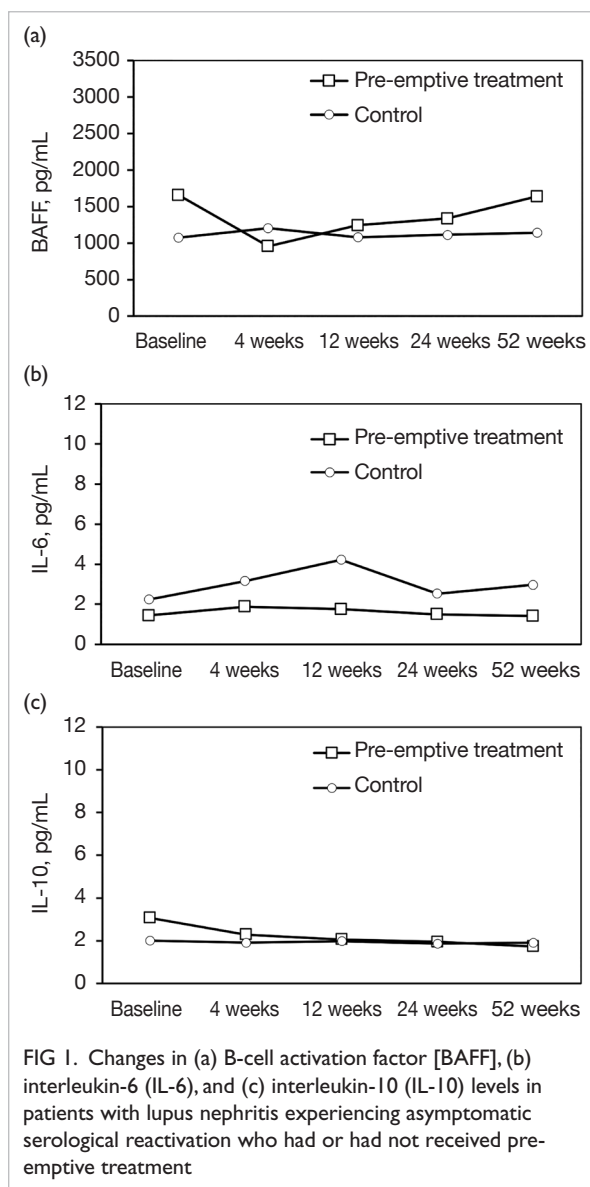 (a)
3500
3000
2500
2000
1500
1000
500
0
BAFF, pg/mL
Pre-emptive treatment
Control
Baseline 4 weeks 12 weeks 24 weeks 52 weeks
(b)
12
10
8
6
4
2
0
IL-6, pg/mL
Pre-emptive treatment
Control
Baseline 4 weeks 12 weeks 24 weeks 52 weeks
(c)
12
10
8
6
4
2
0
IL-10, pg/mL
Pre-emptive treatment
Control
Baseline 4 weeks 12 weeks 24 weeks 52 weeks
FIG 1. Changes in (a) B-cell activation factor [BAFF], (b)
interleukin-6 (IL-6), and (c) interleukin-10 (IL-10) levels in
patients with lupus nephritis experiencing asymptomatic
serological reactivation who had or had not received pre-
emptive treatment